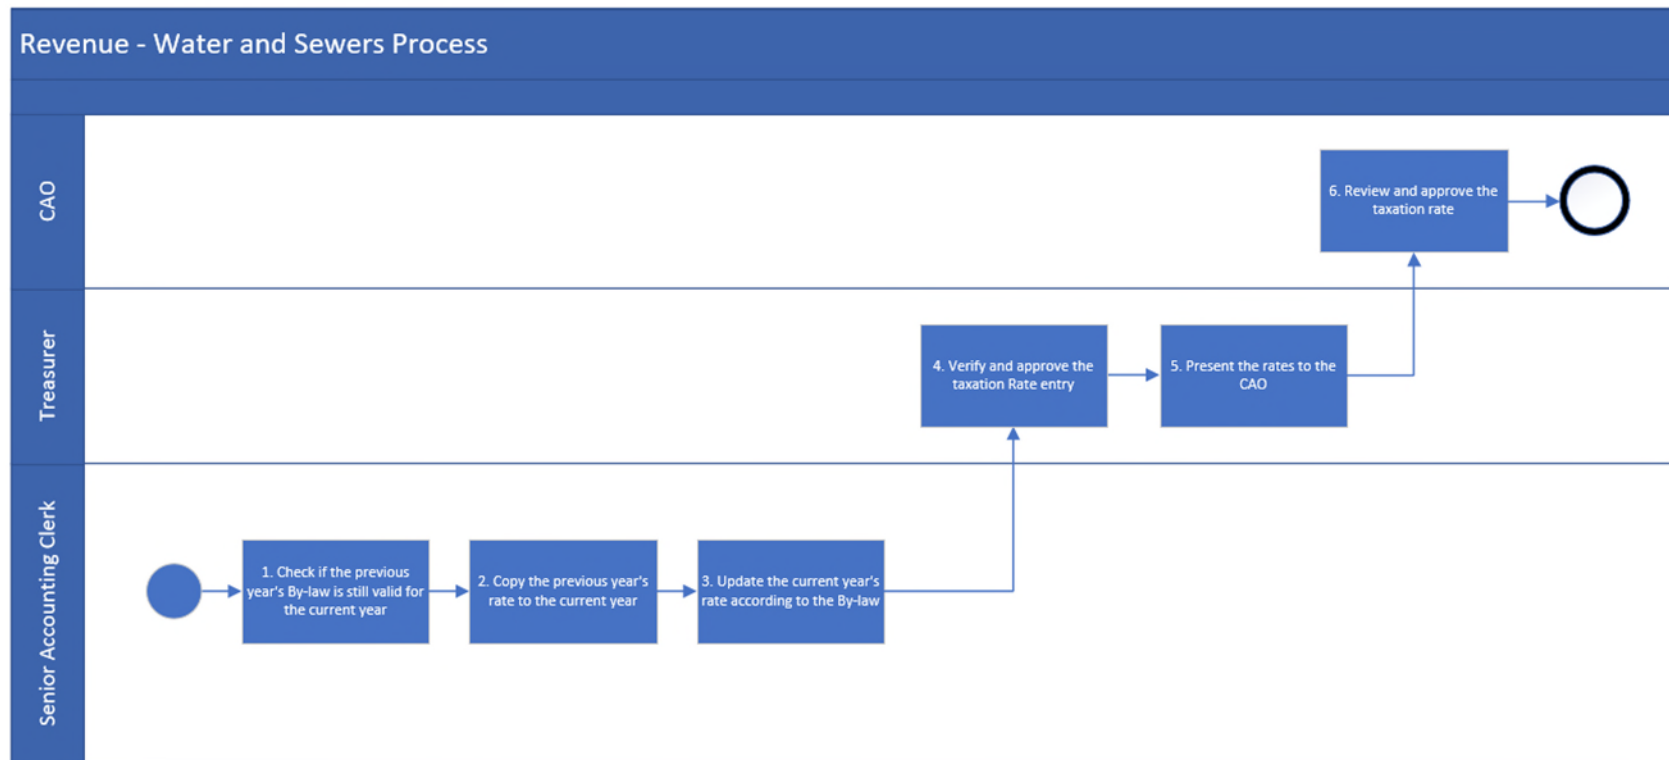 Revenue - Water and Sewers Process
CAO
6. Review and approve the
taxation rate
Treasurer
4. Verify and approve the
taxation Rate entry
5. Present the rates to the
CAO
Senior Accounting Clerk
1. Check if the previous
year's By-law is still valid for
the current year
2. Copy the previous year's
rate to the current year
3. Update the current year's
rate according to the By-law